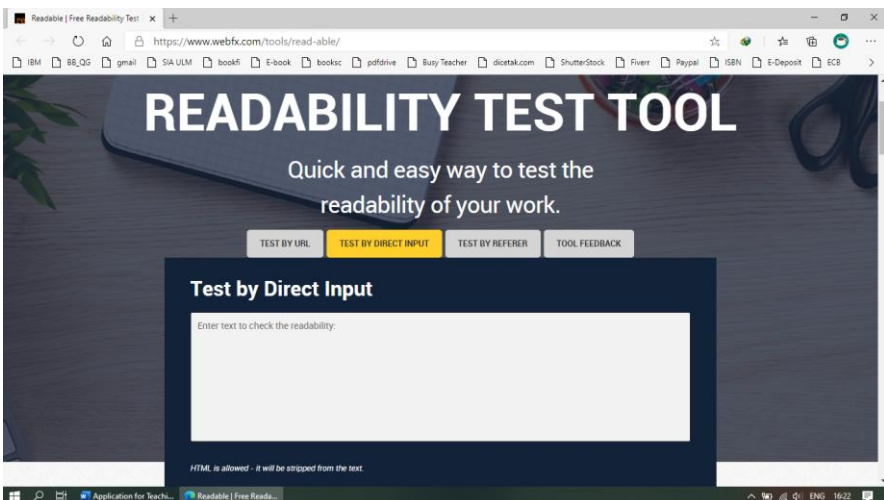 Readable | Free Readability Test
https://www.webfx.com/tools/read-able/
IBM BB_QG gmail SIA ULM bookfi E-book booksc pdfdrive Busy Teacher dicetak.com ShutterStock Fiverr Paypal ISBN E-Deposit ECB
READABILITY TEST TOOL
Quick and easy way to test the
readability of your work.
TEST BY URL TEST BY DIRECT INPUT TEST BY REFERER TOOL FEEDBACK
Test by Direct Input
Enter text to check the readability:
HTML is allowed - it will be stripped from the text.
Application for Teachi... Readable | Free Reada... ENG 16:22